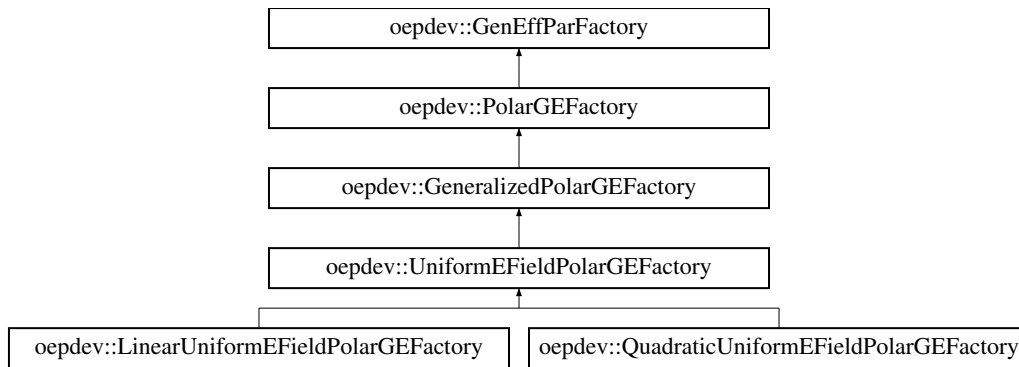 oepdev::GenEffParFactory
oepdev::PolarGEFactory
oepdev::GeneralizedPolarGEFactory
oepdev::UniformEFieldPolarGEFactory
oepdev::LinearUniformEFieldPolarGEFactory
oepdev::QuadraticUniformEFieldPolarGEFactory